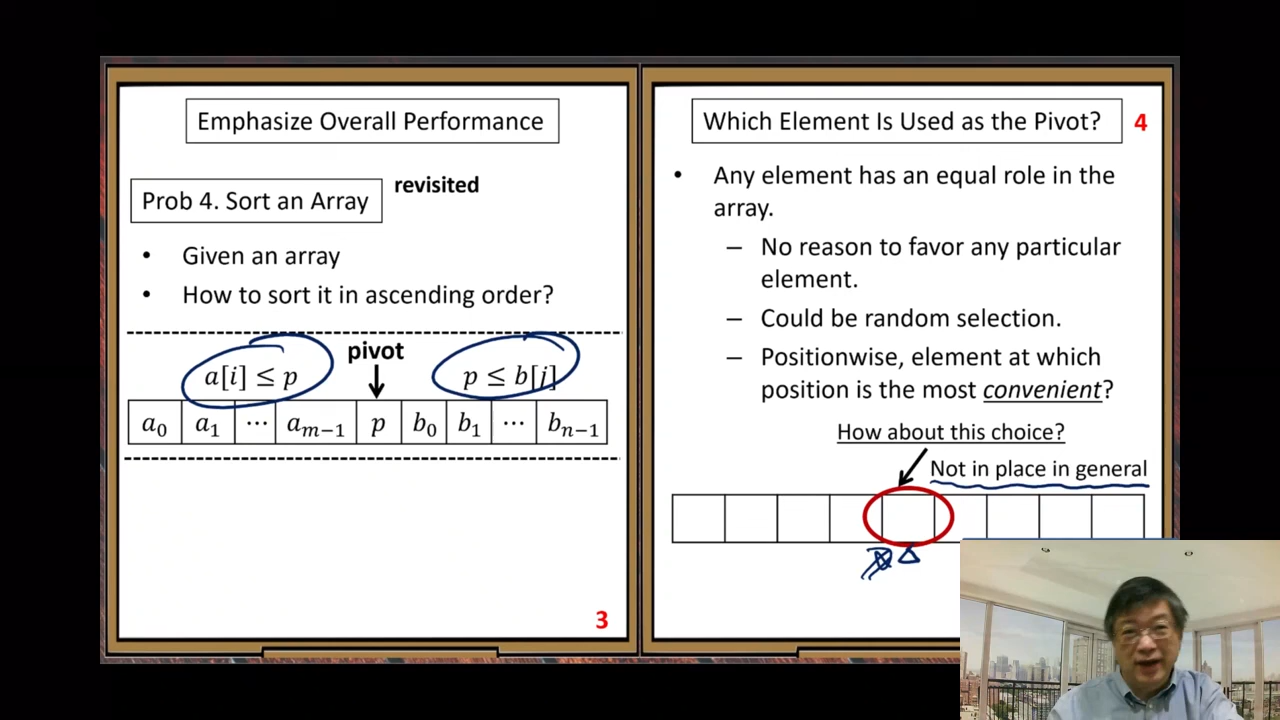 Emphasize Overall Performance
Prob 4. Sort an Array
revisited
• Given an array
• How to sort it in ascending order?
pivot
a[i] ≤ p
p ≤ b[j]
a₀ a₁ ⋯ aₘ₋₁ p b₀ b₁ ⋯ bₙ₋₁
3
Which Element Is Used as the Pivot?
4
• Any element has an equal role in the
array.
– No reason to favor any particular
element.
– Could be random selection.
– Positionwise, element at which
position is the most convenient?
How about this choice?
Not in place in general